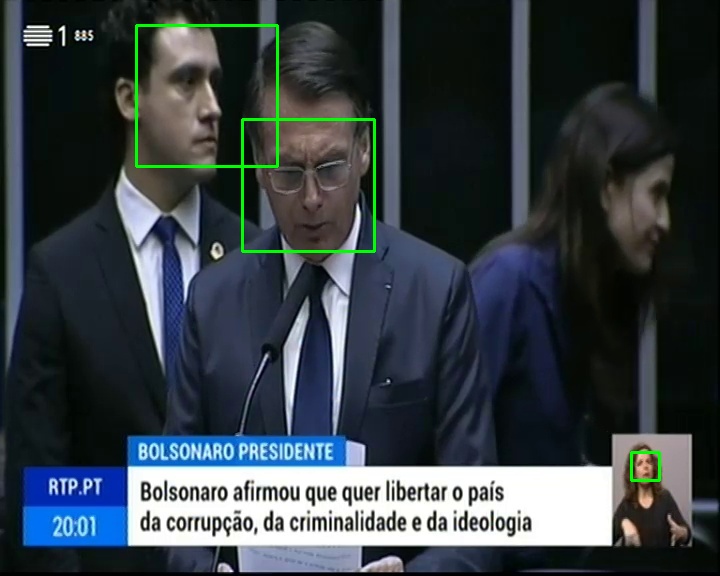 1 885
BOLSONARO PRESIDENTE
RTP.PT
Bolsonaro afirmou que quer libertar o país
20:01
da corrupção, da criminalidade e da ideologia